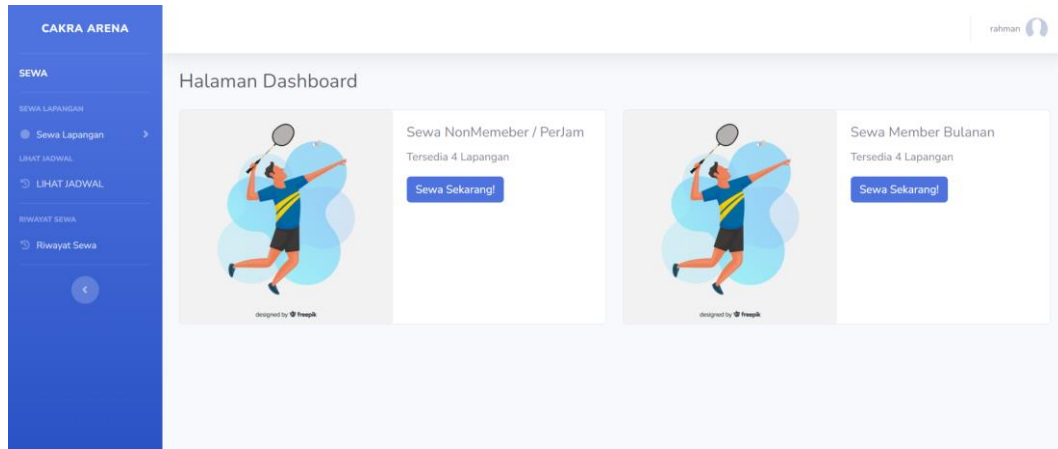 CAKRA ARENA
rahman
SEWA
SEWA LAPANGAN
Sewa Lapangan
LIHAT JADWAL
LIHAT JADWAL
RIWAYAT SEWA
Riwayat Sewa
Halaman Dashboard
Sewa NonMemeber / PerJam
Tersedia 4 Lapangan
Sewa Sekarang!
designed by freepik
Sewa Member Bulanan
Tersedia 4 Lapangan
Sewa Sekarang!
designed by freepik